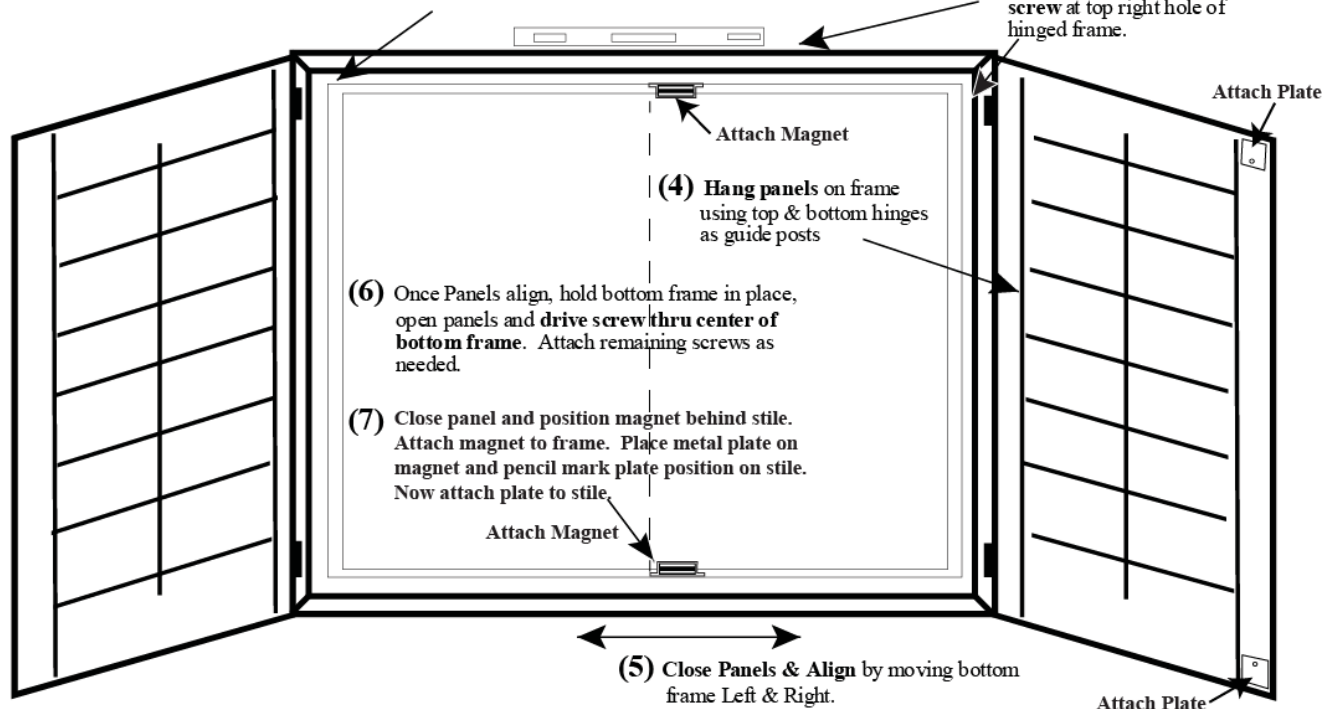 screw at top right hole of
hinged frame.
Attach Plate
Attach Magnet
(4) Hang panels on frame
using top & bottom hinges
as guide posts
(6) Once Panels align, hold bottom frame in place,
open panels and drive screw thru center of
bottom frame. Attach remaining screws as
needed.
(7) Close panel and position magnet behind stile.
Attach magnet to frame. Place metal plate on
magnet and pencil mark plate position on stile.
Now attach plate to stile.
Attach Magnet
(5) Close Panels & Align by moving bottom
frame Left & Right.
Attach Plate